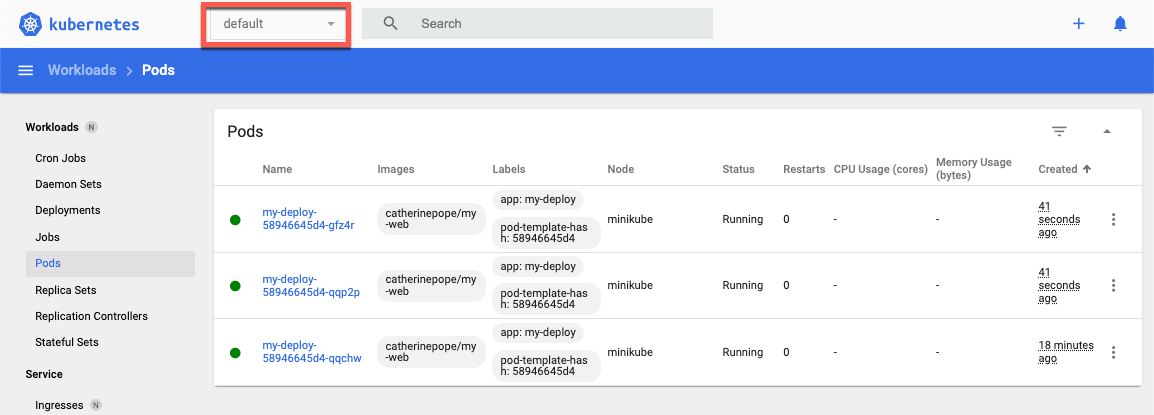 kubernetes
default
Search
Workloads > Pods
Workloads N
Cron Jobs
Daemon Sets
Deployments
Jobs
Pods
Replica Sets
Replication Controllers
Stateful Sets
Service
Ingresses N
Pods
Name Images Labels Node Status Restarts CPU Usage (cores) Memory Usage (bytes) Created
my-deploy-
58946645d4-gfz4r
catherinepope/my
-web
app: my-deploy
pod-template-has
h: 58946645d4
minikube
Running
0
-
-
41
seconds
ago
my-deploy-
58946645d4-qqp2p
catherinepope/my
-web
app: my-deploy
pod-template-has
h: 58946645d4
minikube
Running
0
-
-
41
seconds
ago
my-deploy-
58946645d4-qqchw
catherinepope/my
-web
app: my-deploy
pod-template-has
h: 58946645d4
minikube
Running
0
-
-
18 minutes
ago